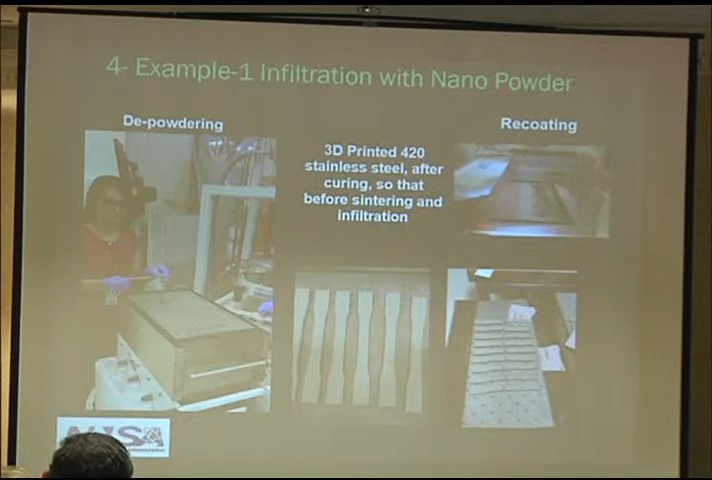 4- Example-1 Infiltration with Nano Powder
De-powdering
Recoating
3D Printed 420
stainless steel, after
curing, so that
before sintering and
infiltration